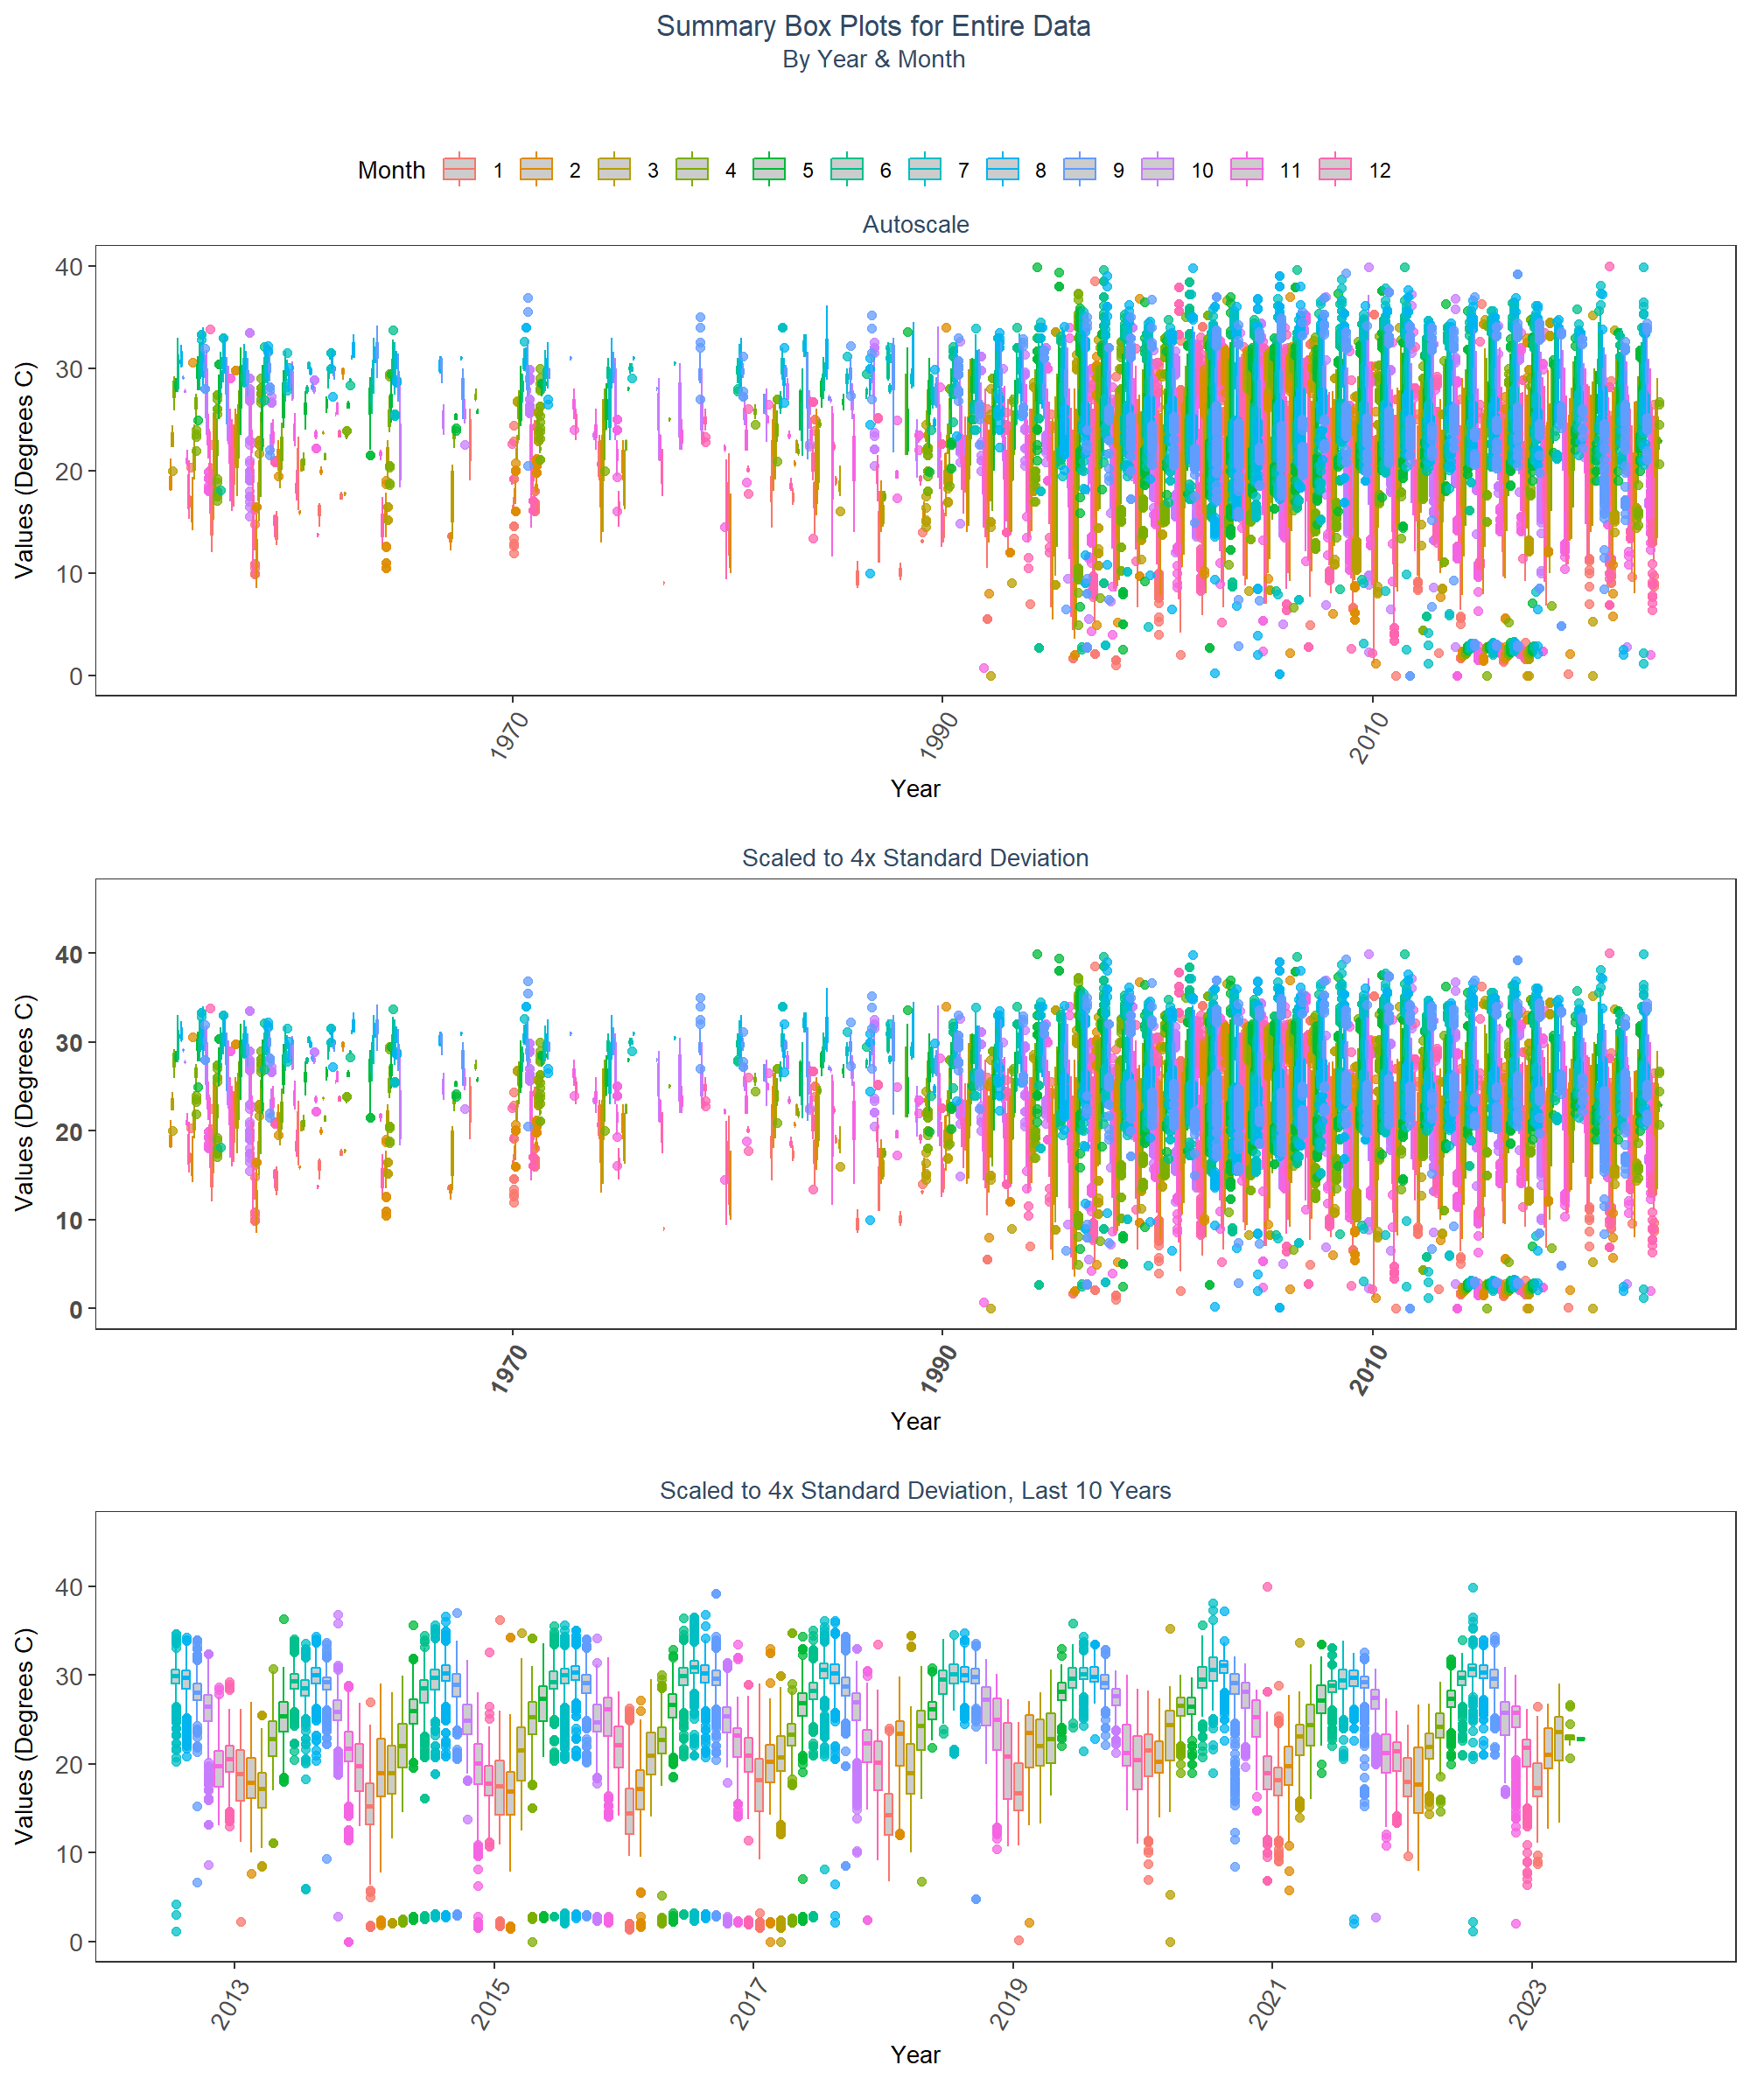 Summary Box Plots for Entire Data
By Year & Month
Month 1 2 3 4 5 6 7 8 9 10 11 12
Autoscale
Values (Degrees C)
40
30
20
10
0
1970 1990 2010
Year
Scaled to 4x Standard Deviation
Values (Degrees C)
40
30
20
10
0
1970 1990 2010
Year
Scaled to 4x Standard Deviation, Last 10 Years
Values (Degrees C)
40
30
20
10
0
2013 2015 2017 2019 2021 2023
Year